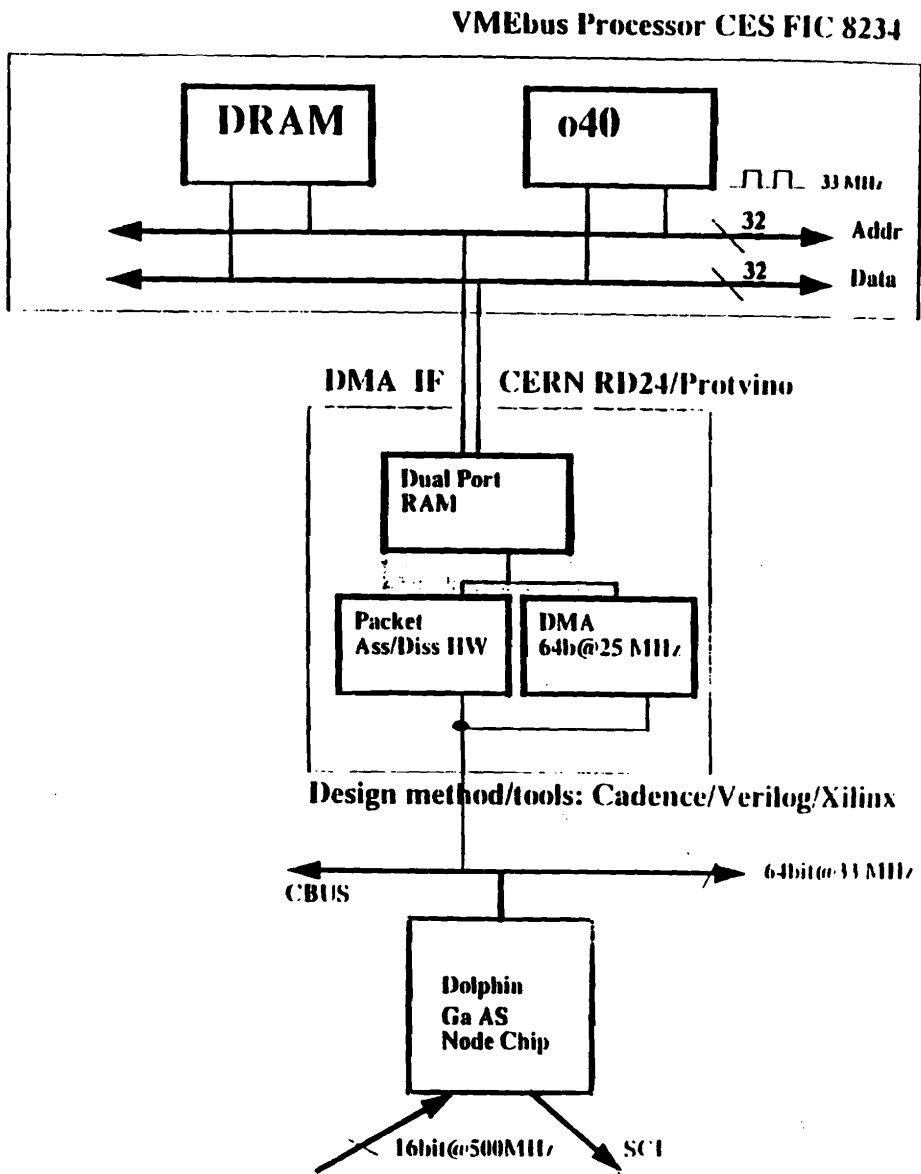 VMEbus Processor CES FIC 8234
DRAM
o40
33 MHz
32
Addr
32
Data
DMA IF CERN RD24/Protvino
Dual Port
RAM
Packet
Ass/Diss HW
DMA
64b@25 MHz
Design method/tools: Cadence/Verilog/Xilinx
CBUS
64bit@33 MHz
Dolphin
Ga AS
Node Chip
16bit@500MHz
SCI